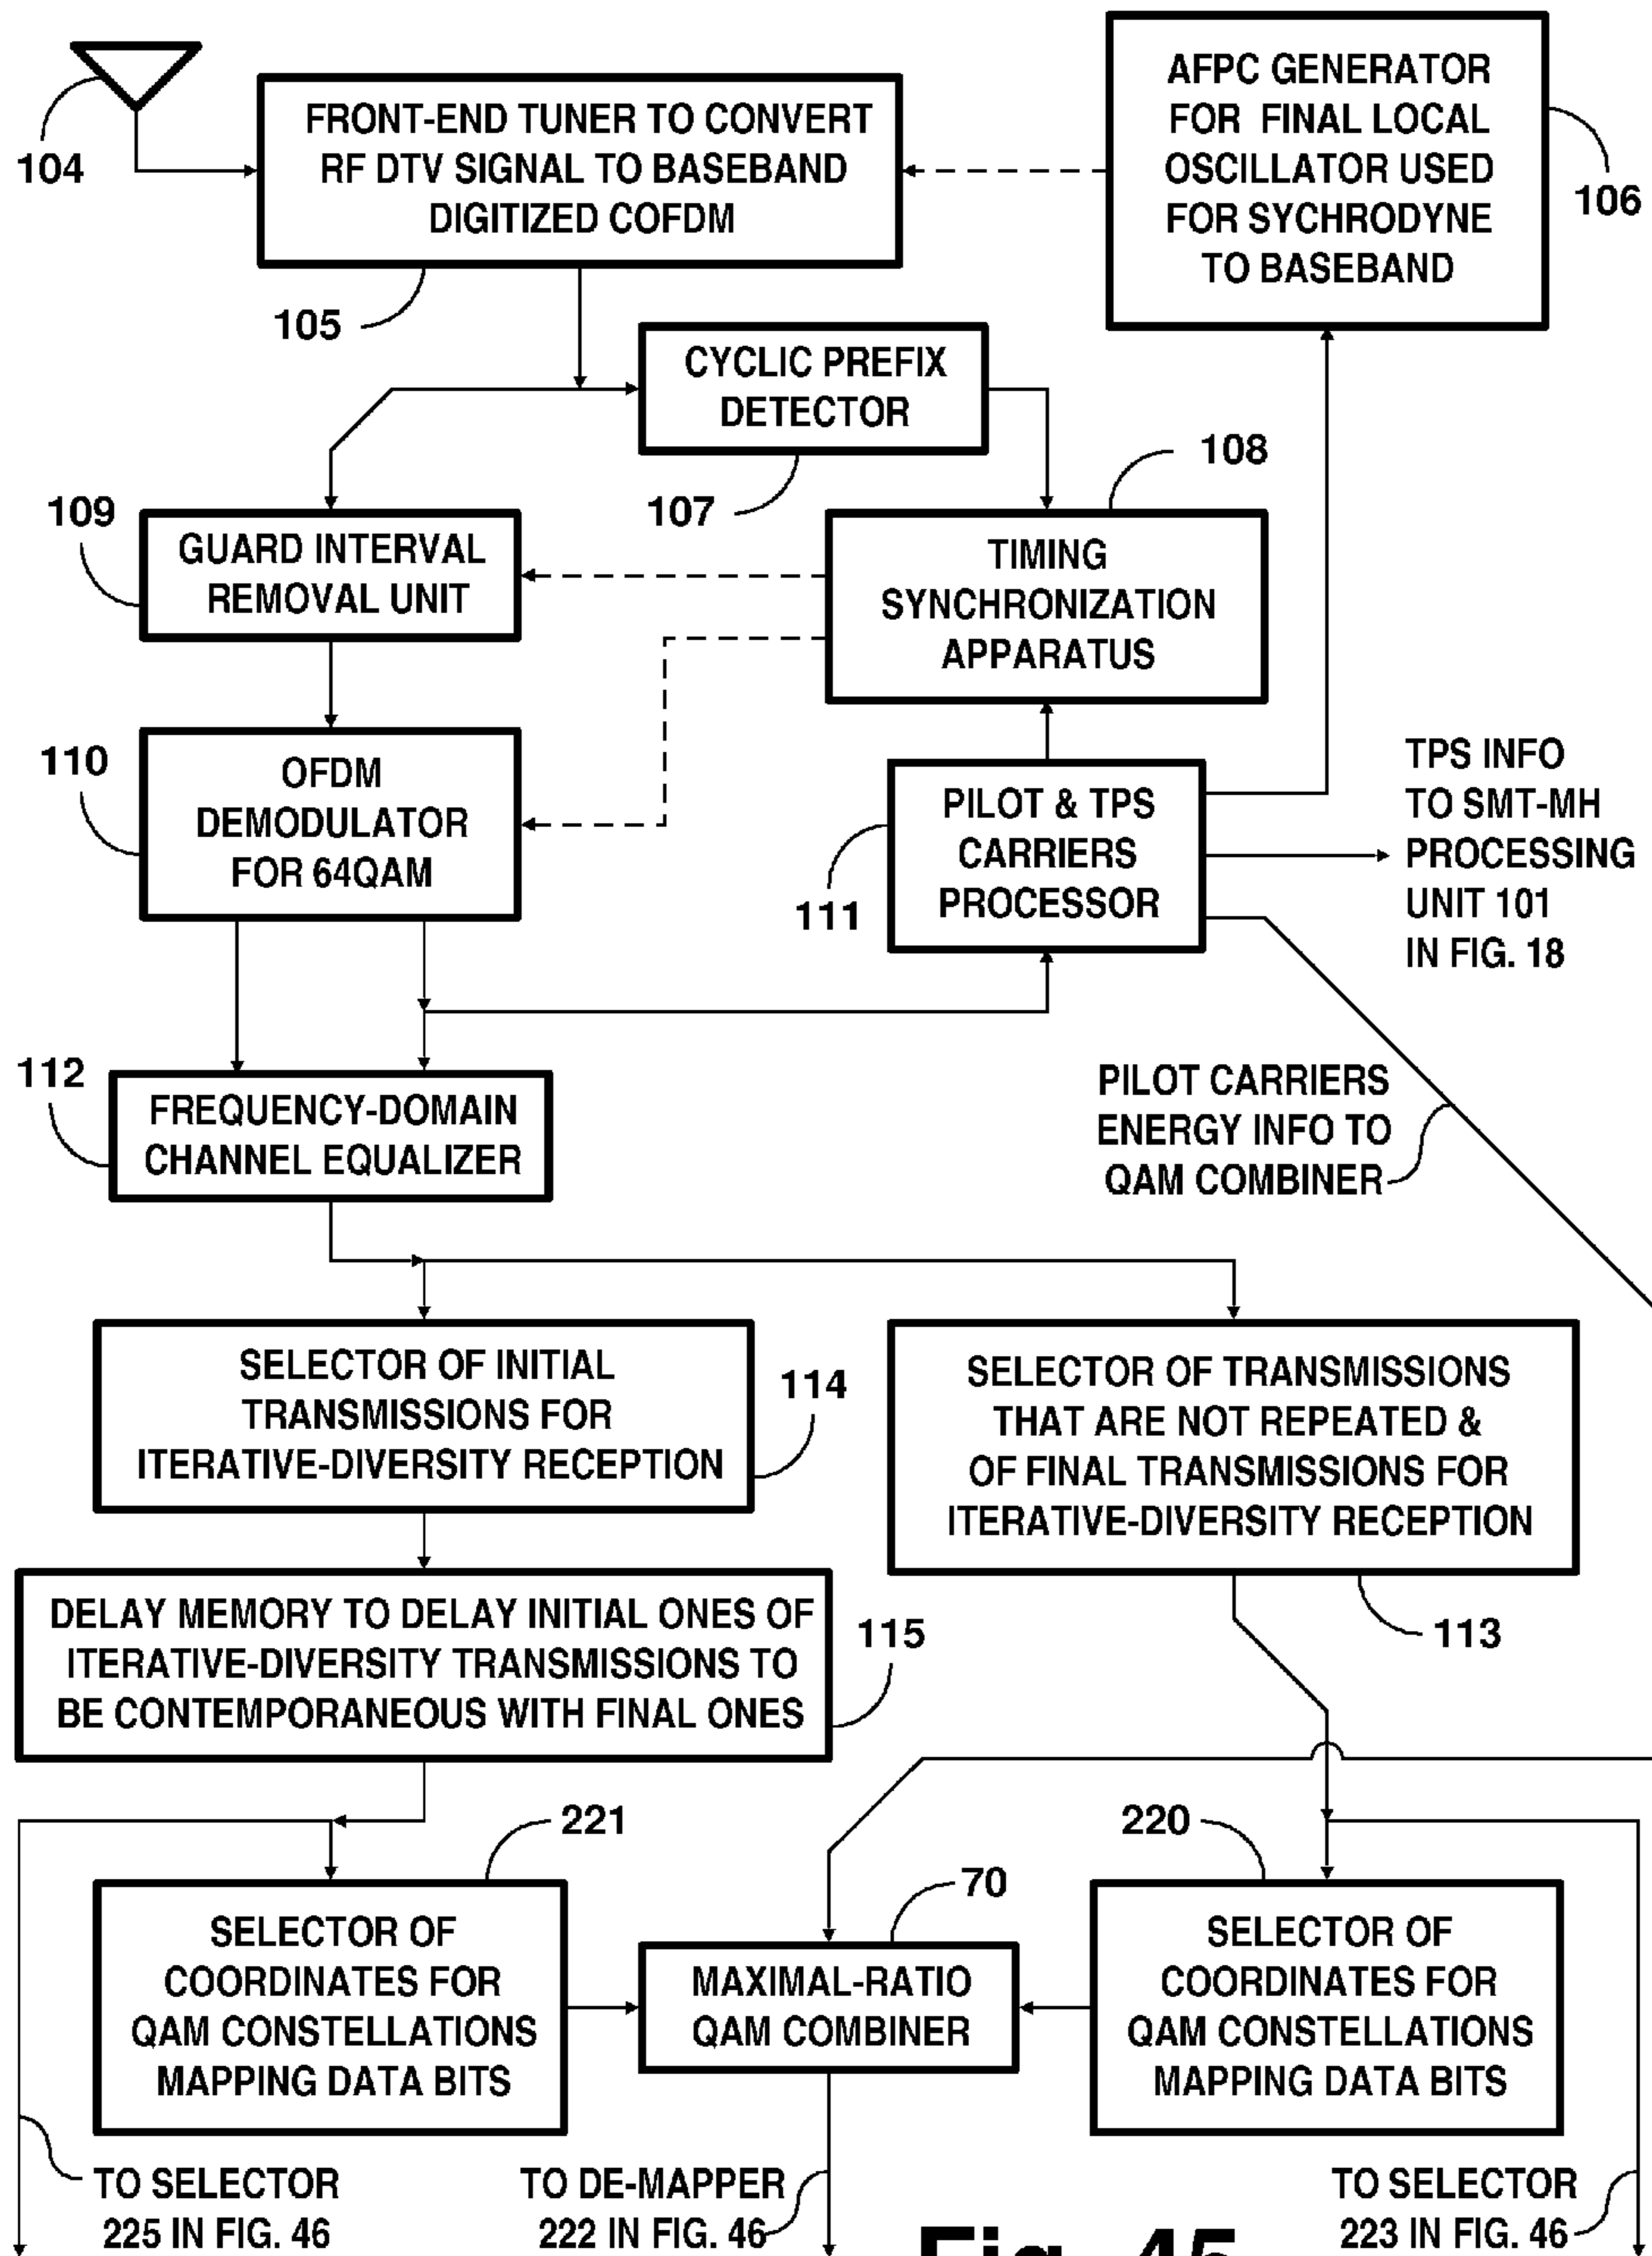 104
FRONT-END TUNER TO CONVERT
RF DTV SIGNAL TO BASEBAND
DIGITIZED COFDM
105
AFPC GENERATOR
FOR FINAL LOCAL
OSCILLATOR USED
FOR SYCHRODYNE
TO BASEBAND
106
CYCLIC PREFIX
DETECTOR
107
108
109
GUARD INTERVAL
REMOVAL UNIT
TIMING
SYNCHRONIZATION
APPARATUS
110
OFDM
DEMODULATOR
FOR 64QAM
PILOT & TPS
CARRIERS
PROCESSOR
111
TPS INFO
TO SMT-MH
PROCESSING
UNIT 101
IN FIG. 18
112
FREQUENCY-DOMAIN
CHANNEL EQUALIZER
PILOT CARRIERS
ENERGY INFO TO
QAM COMBINER
SELECTOR OF INITIAL
TRANSMISSIONS FOR
ITERATIVE-DIVERSITY RECEPTION
114
SELECTOR OF TRANSMISSIONS
THAT ARE NOT REPEATED &
OF FINAL TRANSMISSIONS FOR
ITERATIVE-DIVERSITY RECEPTION
113
DELAY MEMORY TO DELAY INITIAL ONES OF
ITERATIVE-DIVERSITY TRANSMISSIONS TO
BE CONTEMPORANEOUS WITH FINAL ONES
115
221
220
70
SELECTOR OF
COORDINATES FOR
QAM CONSTELLATIONS
MAPPING DATA BITS
MAXIMAL-RATIO
QAM COMBINER
SELECTOR OF
COORDINATES FOR
QAM CONSTELLATIONS
MAPPING DATA BITS
TO SELECTOR
225 IN FIG. 46
TO DE-MAPPER
222 IN FIG. 46
TO SELECTOR
223 IN FIG. 46
Fig. 45